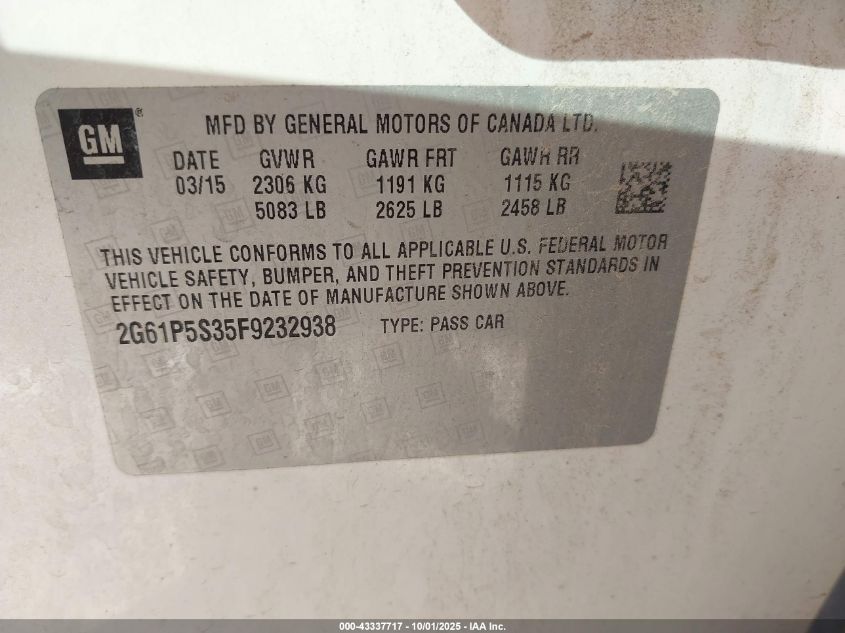 GM ®
MFD BY GENERAL MOTORS OF CANADA LTD.
DATE GVWR GAWR FRT GAWR RR
03/15 2306 KG 1191 KG 1115 KG
5083 LB 2625 LB 2458 LB
THIS VEHICLE CONFORMS TO ALL APPLICABLE U.S. FEDERAL MOTOR
VEHICLE SAFETY, BUMPER, AND THEFT PREVENTION STANDARDS IN
EFFECT ON THE DATE OF MANUFACTURE SHOWN ABOVE.
2G61P5S35F9232938 TYPE: PASS CAR
000-43337717 - 10/01/2025 - IAA Inc.